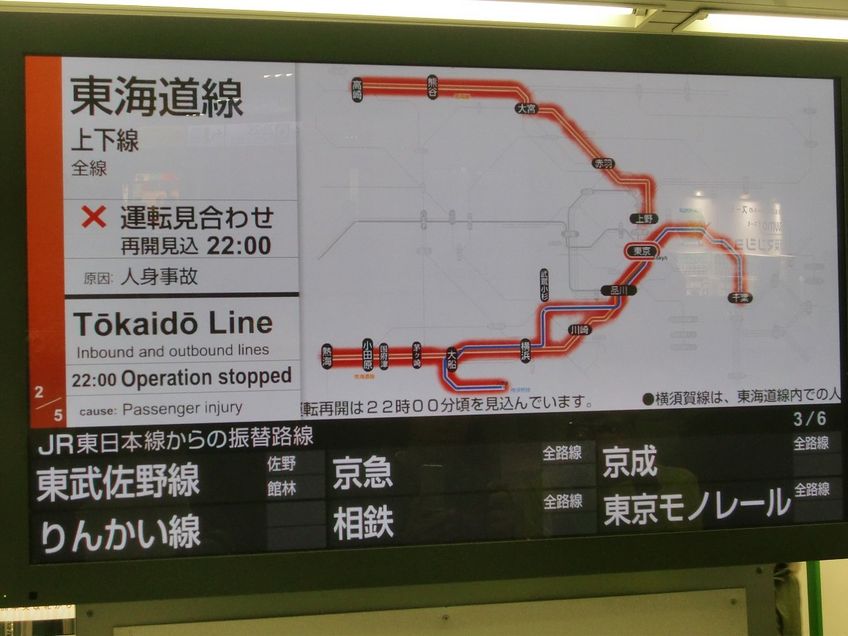 東海道線
上下線
全線
× 運転見合わせ
再開見込 22:00
原因: 人身事故
Tōkaidō Line
Inbound and outbound lines
22:00 Operation stopped
cause: Passenger injury
2/5
高崎
熊谷
大宮
赤羽
上野
東京
品川
千葉
武蔵小杉
川崎
横浜
大船
茅ヶ崎
国府津
小田原
熱海
転再開は22時00分頃を見込んでいます。
●横須賀線は、東海道線内での人
3/6
JR東日本線からの振替路線
東武佐野線 佐野 館林
京急 全路線
京成 全路線
りんかい線
相鉄 全路線
東京モノレール 全路線